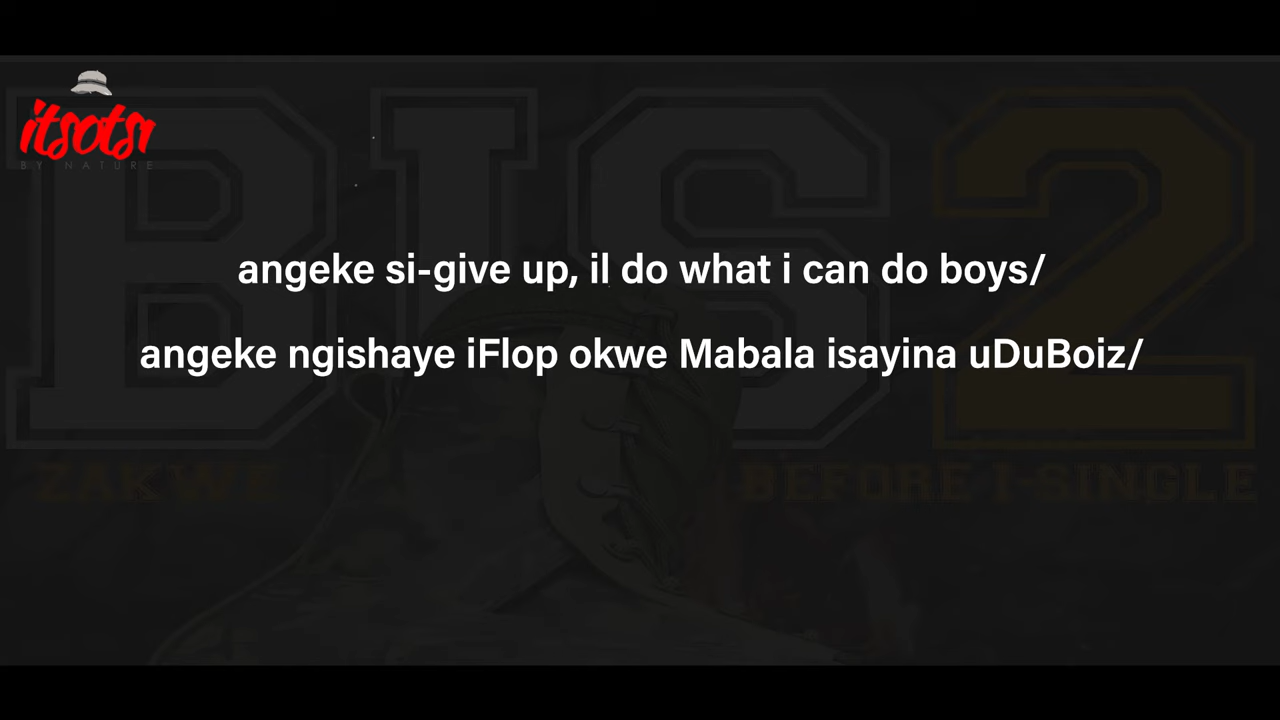 itsotsi
BY NATURE
BIS2
angeke si-give up, il do what i can do boys/
angeke ngishaye iFlop okwe Mabala isayina uDuBoiz/
ZAKWE
BEFORE I-SINGLE